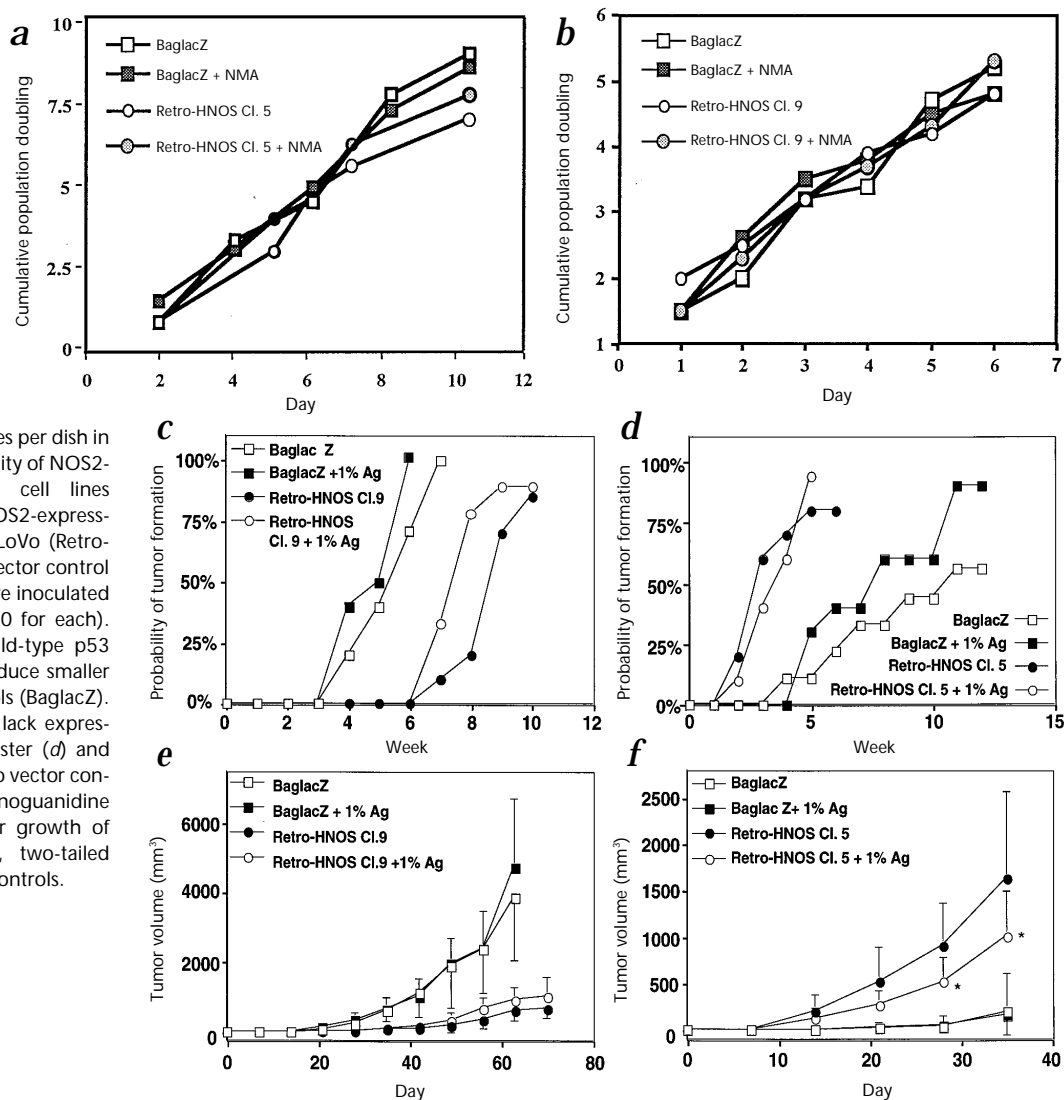 a
10
7.5
5
2.5
0
Cumulative population doubling
BaglacZ
BaglacZ + NMA
Retro-HNOS Cl. 5
Retro-HNOS Cl. 5 + NMA
0 2 4 6 8 10 12
Day
b
6
5
4
3
2
1
Cumulative population doubling
BaglacZ
BaglacZ + NMA
Retro-HNOS Cl. 9
Retro-HNOS Cl. 9 + NMA
0 1 2 3 4 5 6 7
Day
es per dish in
ity of NOS2-
cell lines
OS2-express-
LoVo (Retro-
ector control
re inoculated
0 for each).
ld-type p53
duce smaller
ols (BaglacZ).
lack expres-
ster (d) and
o vector con-
noguanidine
r growth of
, two-tailed
ontrols.
c
100%
75%
50%
25%
0%
Probability of tumor formation
Baglac Z
BaglacZ +1% Ag
Retro-HNOS Cl.9
Retro-HNOS
Cl. 9 + 1% Ag
0 2 4 6 8 10 12
Week
d
100%
75%
50%
25%
0%
Probability of tumor formation
BaglacZ
BaglacZ + 1% Ag
Retro-HNOS Cl. 5
Retro-HNOS Cl. 5 + 1% Ag
0 5 10 15
Week
e
6000
4000
2000
0
Tumor volume (mm³)
BaglacZ
BaglacZ + 1% Ag
Retro-HNOS Cl.9
Retro-HNOS Cl.9 +1% Ag
0 20 40 60 80
Day
f
2500
2000
1500
1000
500
0
Tumor volume (mm³)
BaglacZ
Baglac Z+ 1% Ag
Retro-HNOS Cl. 5
Retro-HNOS Cl. 5 + 1% Ag
*
*
0 10 20 30 40
Day